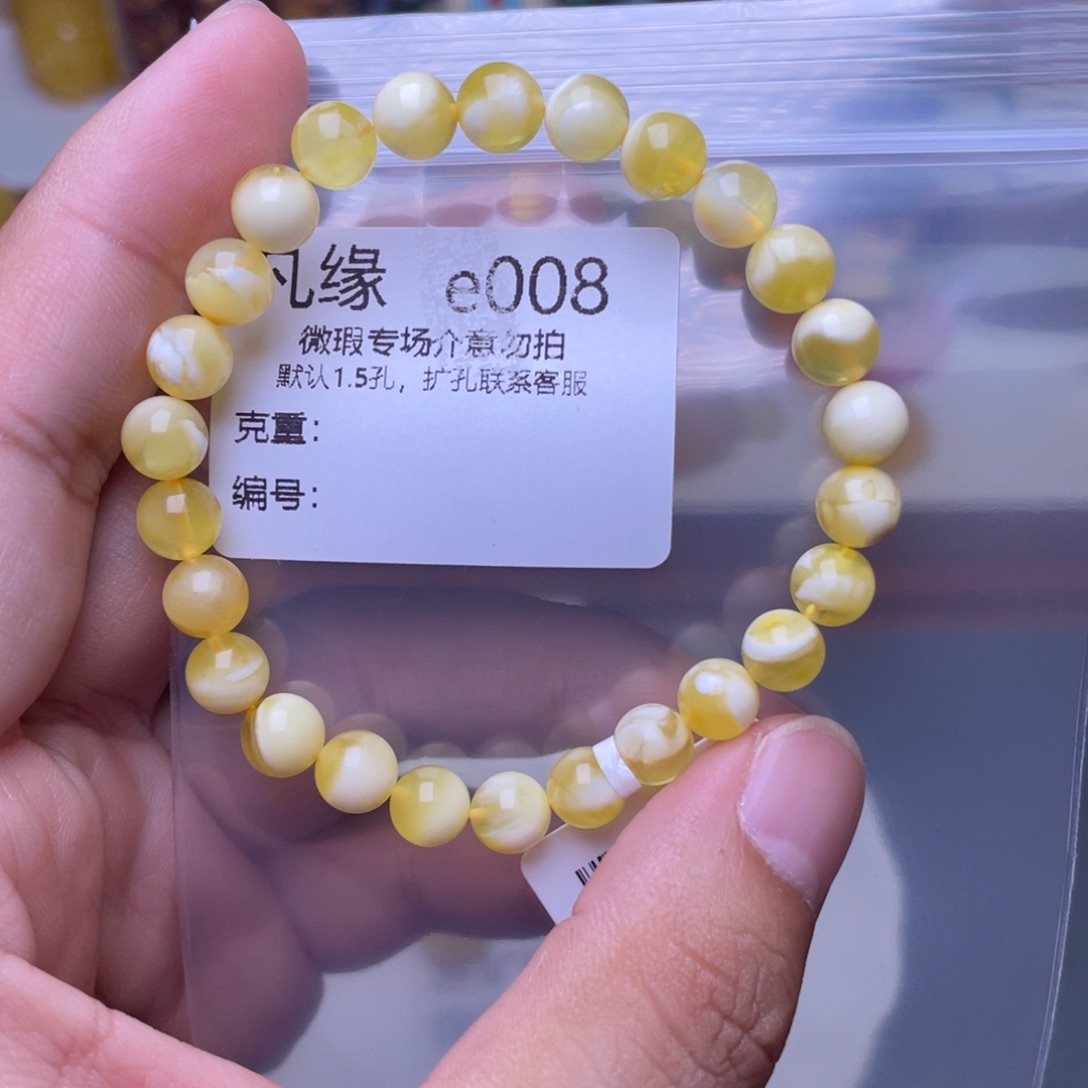 凡缘 e008
微瑕专场介意勿拍
默认1.5孔，扩孔联系客服
克重：
编号：